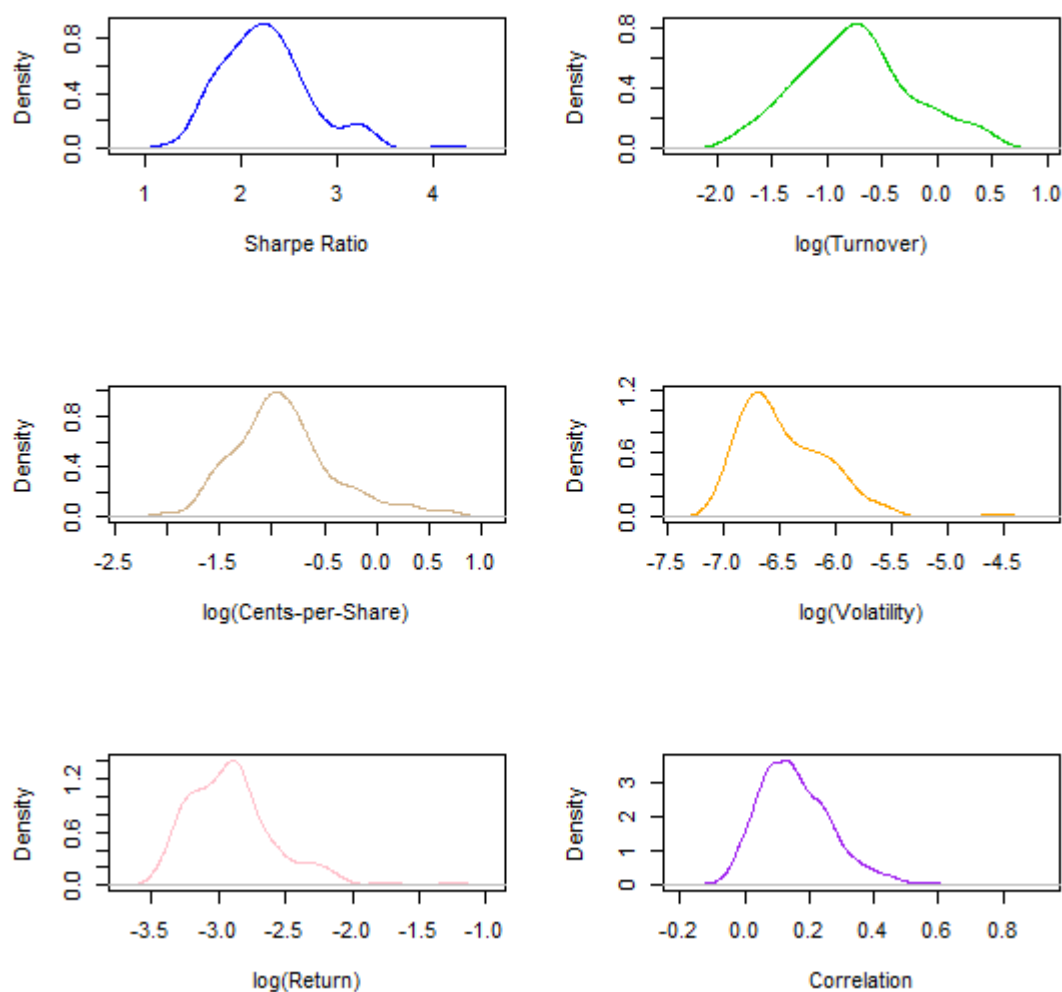 Density
0.0 0.4 0.8
1 2 3 4
Sharpe Ratio
Density
0.0 0.4 0.8
-2.0 -1.5 -1.0 -0.5 0.0 0.5 1.0
log(Turnover)
Density
0.0 0.4 0.8
-2.5 -1.5 -0.5 0.0 0.5 1.0
log(Cents-per-Share)
Density
0.0 0.6 1.2
-7.5 -7.0 -6.5 -6.0 -5.5 -5.0 -4.5
log(Volatility)
Density
0.0 0.6 1.2
-3.5 -3.0 -2.5 -2.0 -1.5 -1.0
log(Return)
Density
0 1 2 3
-0.2 0.0 0.2 0.4 0.6 0.8
Correlation